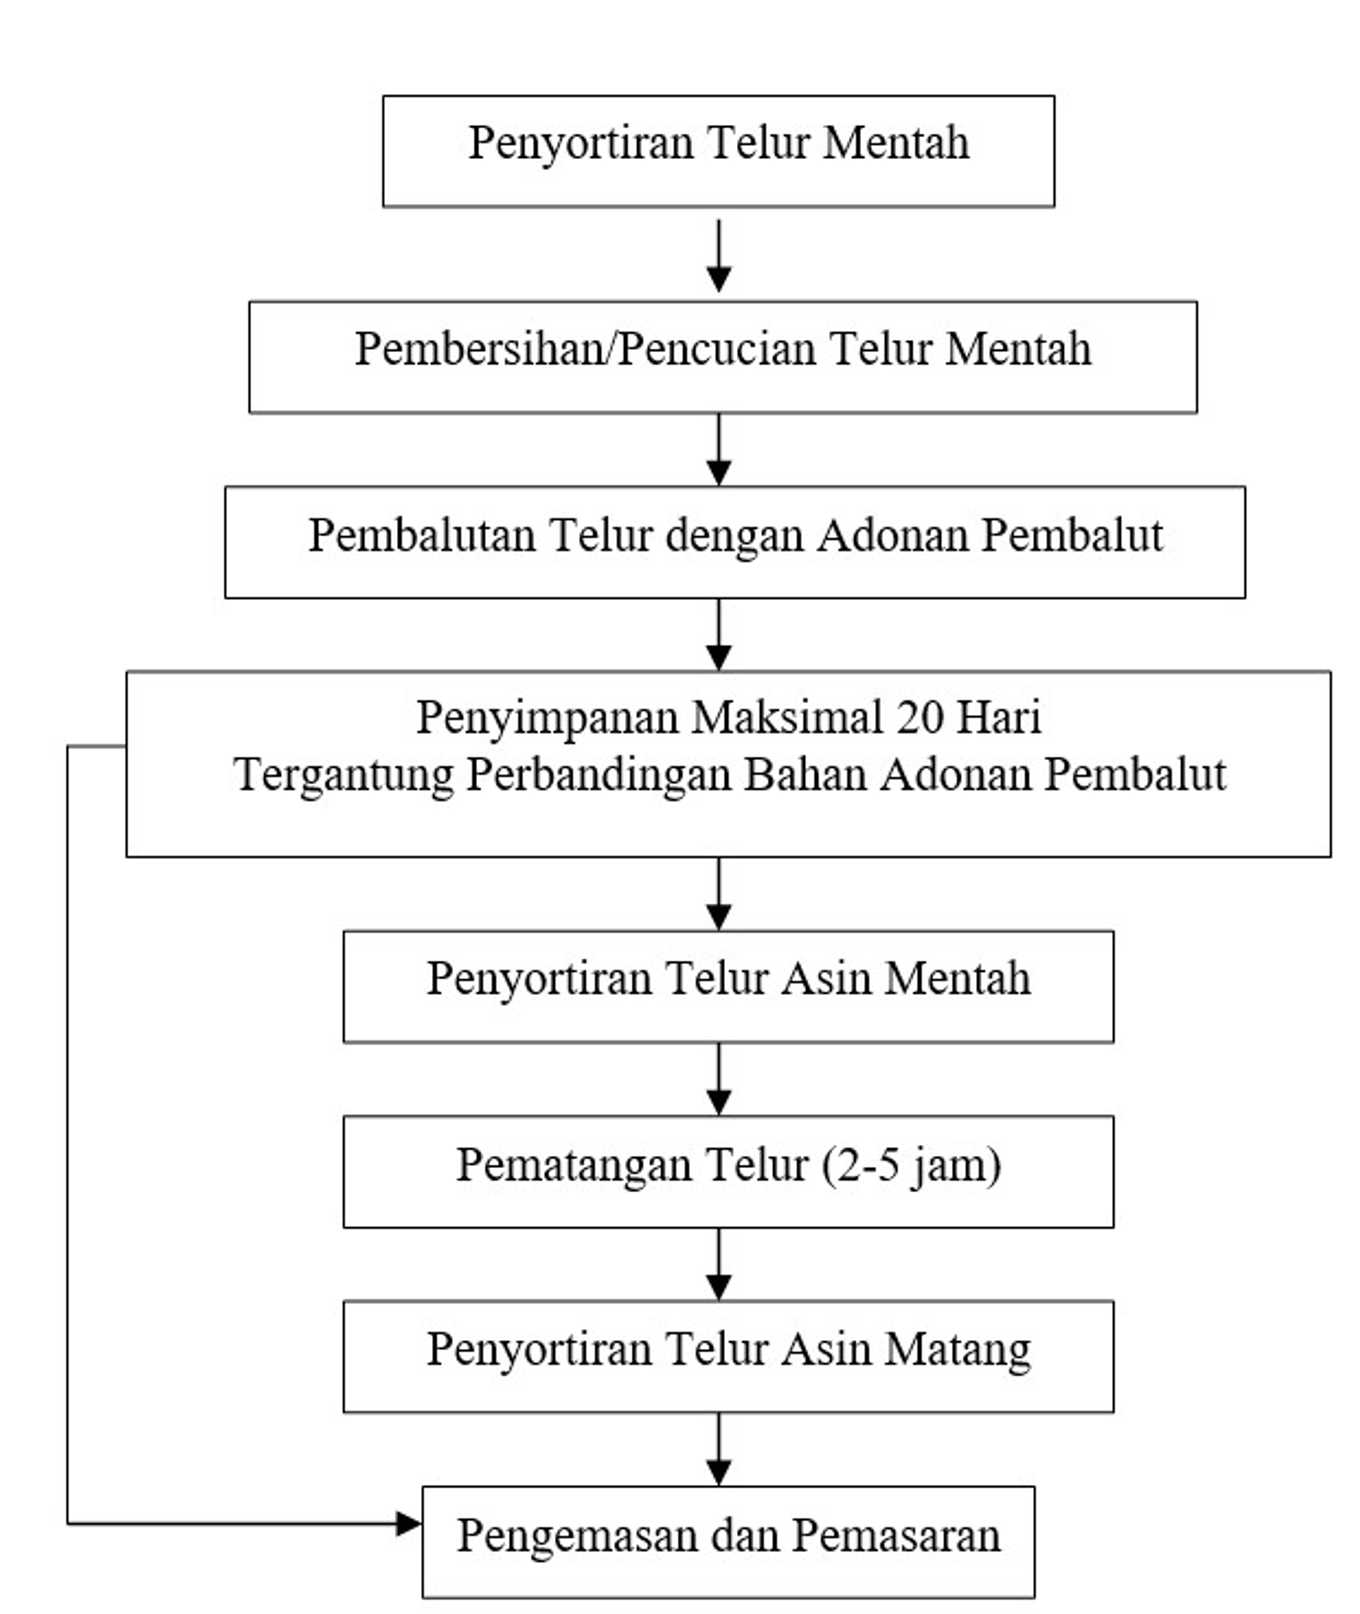 Penyortiran Telur Mentah
Pembersihan/Pencucian Telur Mentah
Pembalutan Telur dengan Adonan Pembalut
Penyimpanan Maksimal 20 Hari
Tergantung Perbandingan Bahan Adonan Pembalut
Penyortiran Telur Asin Mentah
Pematangan Telur (2-5 jam)
Penyortiran Telur Asin Matang
Pengemasan dan Pemasaran